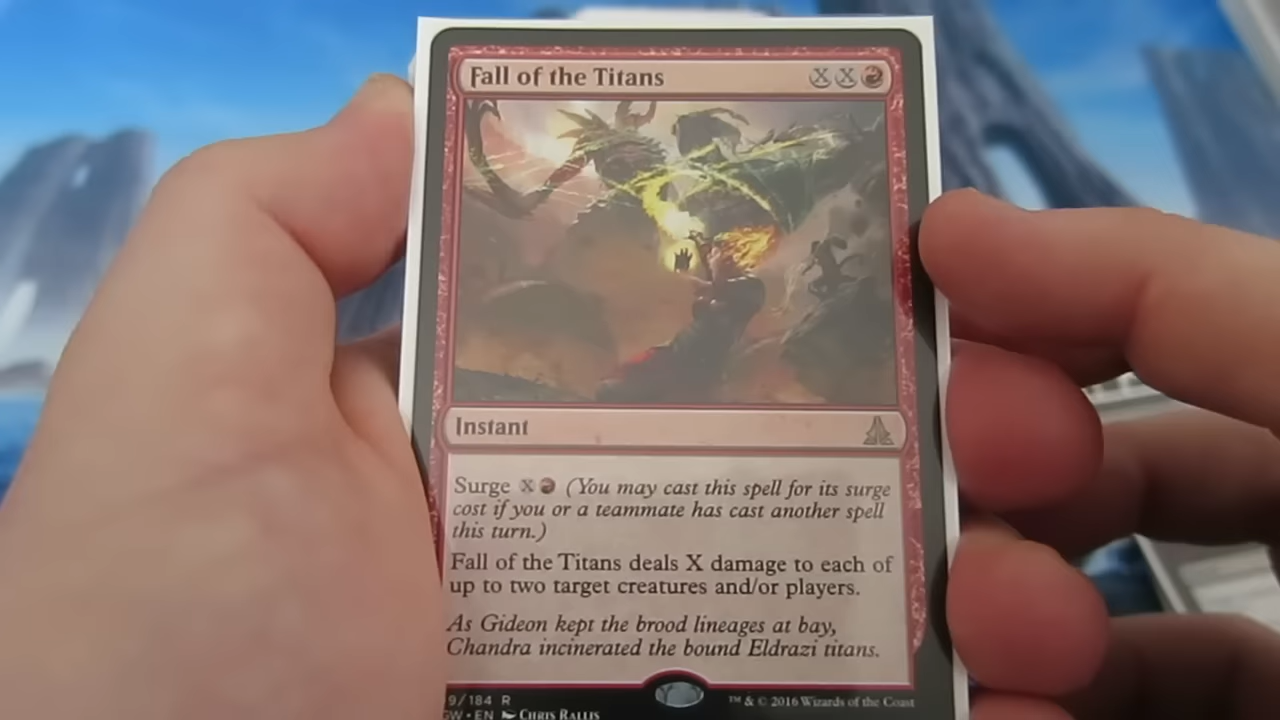 Fall of the Titans XXR
Instant
Surge X (You may cast this spell for its surge
cost if you or a teammate has cast another spell
this turn.)
Fall of the Titans deals X damage to each of
up to two target creatures and/or players.
As Gideon kept the brood lineages at bay,
Chandra incinerated the bound Eldrazi titans.
9/184 R
GW • EN CHRIS RALLIS
™ & © 2016 Wizards of the Coast